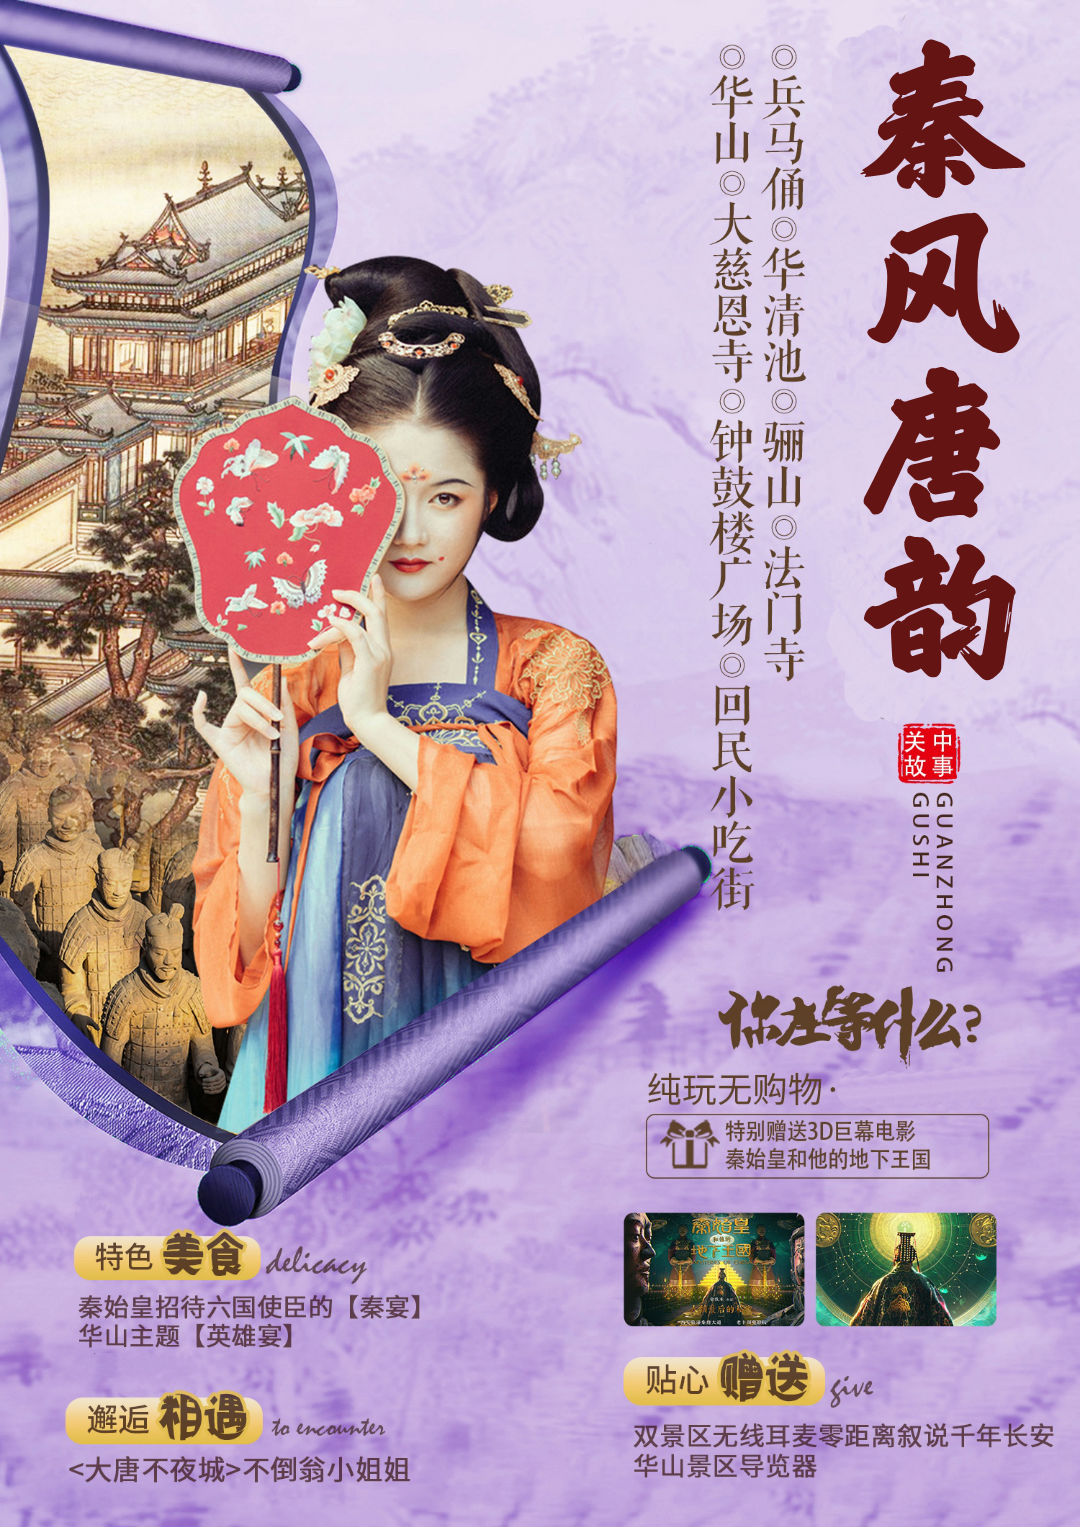 秦风唐韵
◎兵马俑◎华清池◎骊山◎法门寺
◎华山◎大慈恩寺◎钟鼓楼广场◎回民小吃街
关中故事
GUANZHONG
GUSHI
你在等什么?
纯玩无购物·
特别赠送3D巨幕电影
秦始皇和他的地下王国
秦始皇
和他的
地下王國
特色 美食 delicacy
秦始皇招待六国使臣的【秦宴】
华山主题【英雄宴】
贴心 赠送 give
双景区无线耳麦零距离叙说千年长安
华山景区导览器
邂逅 相遇 to encounter
<大唐不夜城>不倒翁小姐姐